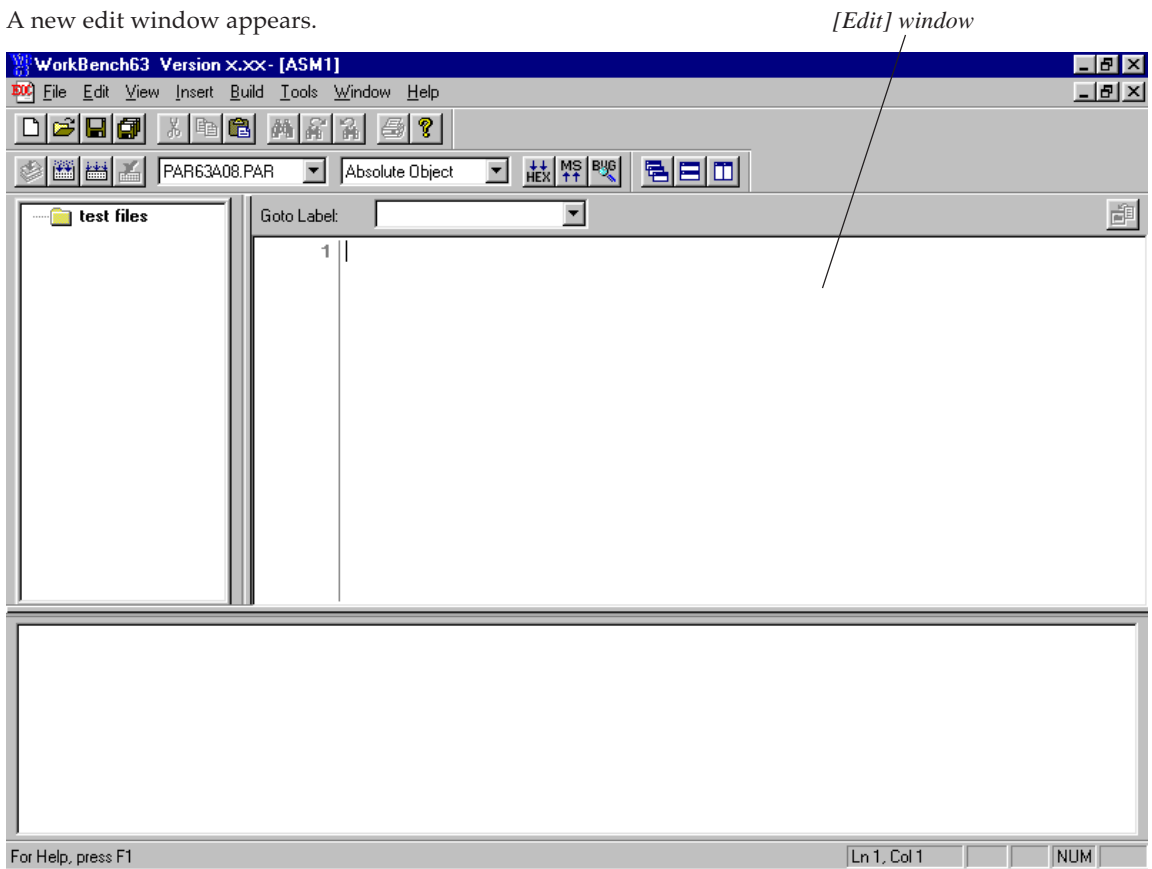 A new edit window appears.
[Edit] window
WorkBench63 Version x.xx- [ASM1]
File Edit View Insert Build Tools Window Help
PAR63A08.PAR Absolute Object HEX MS BUG
test files
Goto Label:
1
For Help, press F1 Ln 1, Col 1 NUM